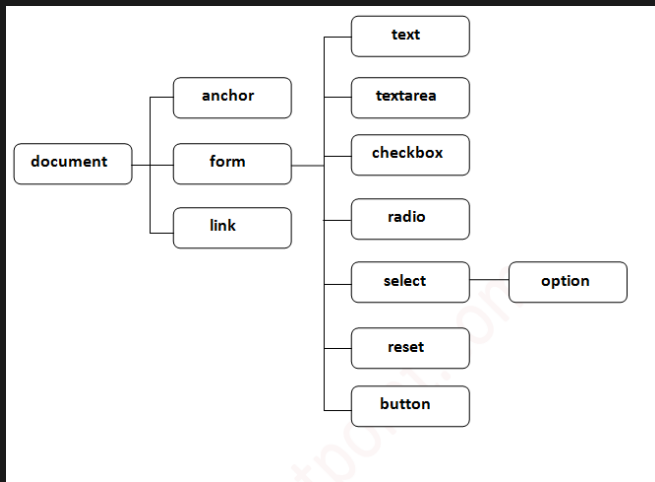 text
anchor
textarea
document
form
checkbox
link
radio
select
option
reset
button